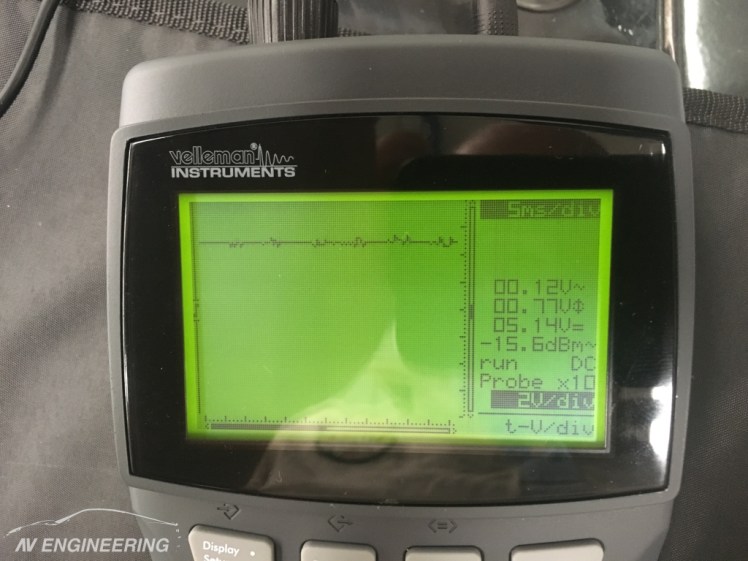 velleman®
INSTRUMENTS
5ms/div
00.12V~
00.77V⇕
05.14V=
-15.6dBm~
run DC
Probe x10
2V/div
t-V/div
Display
AV ENGINEERING